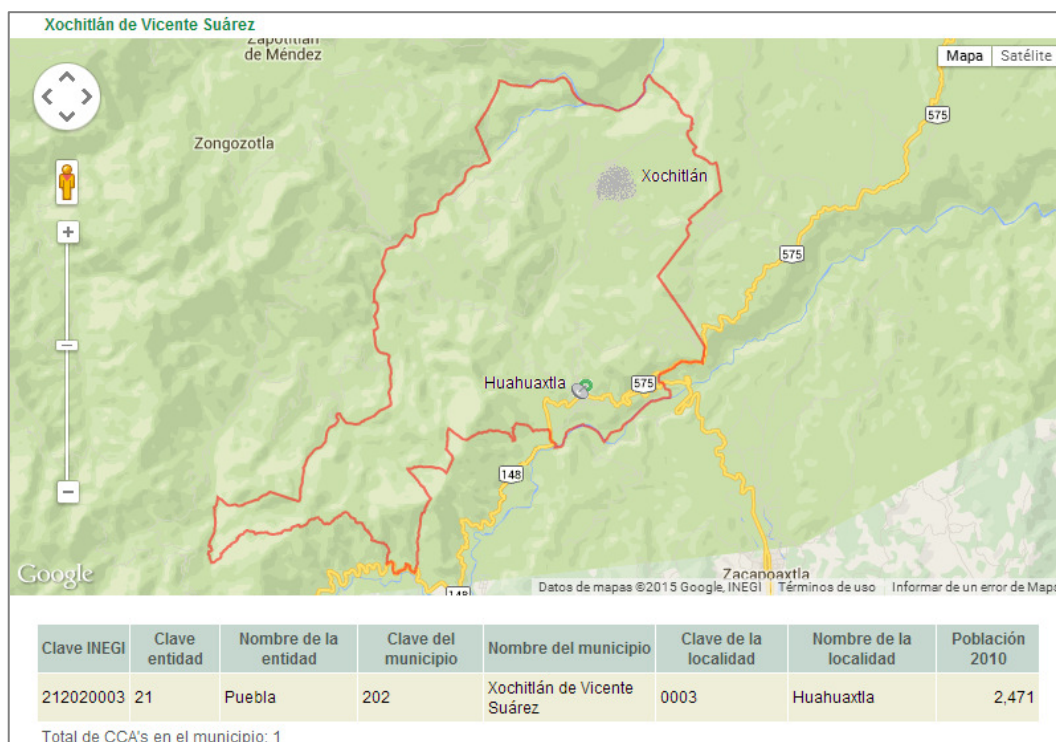 Xochitlán de Vicente Suárez
Zapotitlán
de Méndez
Mapa Satélite
575
Zongozotla
Xochitlán
575
Huahuaxtla
575
148
Google
148
Zacapoaxtla
Datos de mapas ©2015 Google, INEGI Términos de uso Informar de un error de Maps
Clave INEGI Clave entidad Nombre de la entidad Clave del municipio Nombre del municipio Clave de la localidad Nombre de la localidad Población 2010
212020003 21 Puebla 202 Xochitlán de Vicente Suárez 0003 Huahuaxtla 2,471
Total de CCA's en el municipio: 1